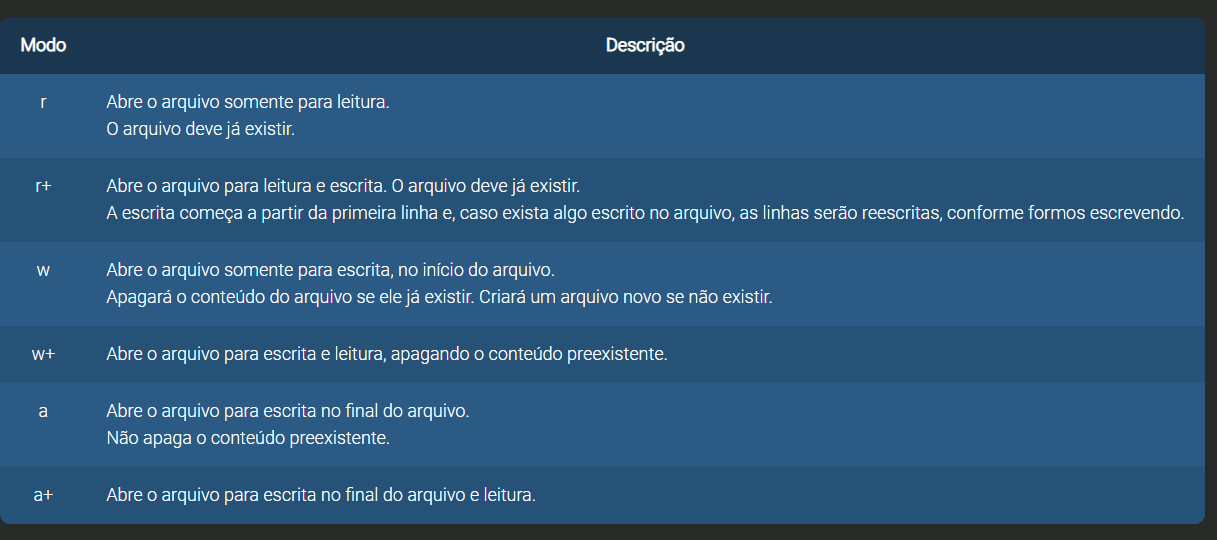 Modo Descrição
r Abre o arquivo somente para leitura.
O arquivo deve já existir.
r+ Abre o arquivo para leitura e escrita. O arquivo deve já existir.
A escrita começa a partir da primeira linha e, caso exista algo escrito no arquivo, as linhas serão reescritas, conforme formos escrevendo.
w Abre o arquivo somente para escrita, no início do arquivo.
Apagará o conteúdo do arquivo se ele já existir. Criará um arquivo novo se não existir.
w+ Abre o arquivo para escrita e leitura, apagando o conteúdo preexistente.
a Abre o arquivo para escrita no final do arquivo.
Não apaga o conteúdo preexistente.
a+ Abre o arquivo para escrita no final do arquivo e leitura.